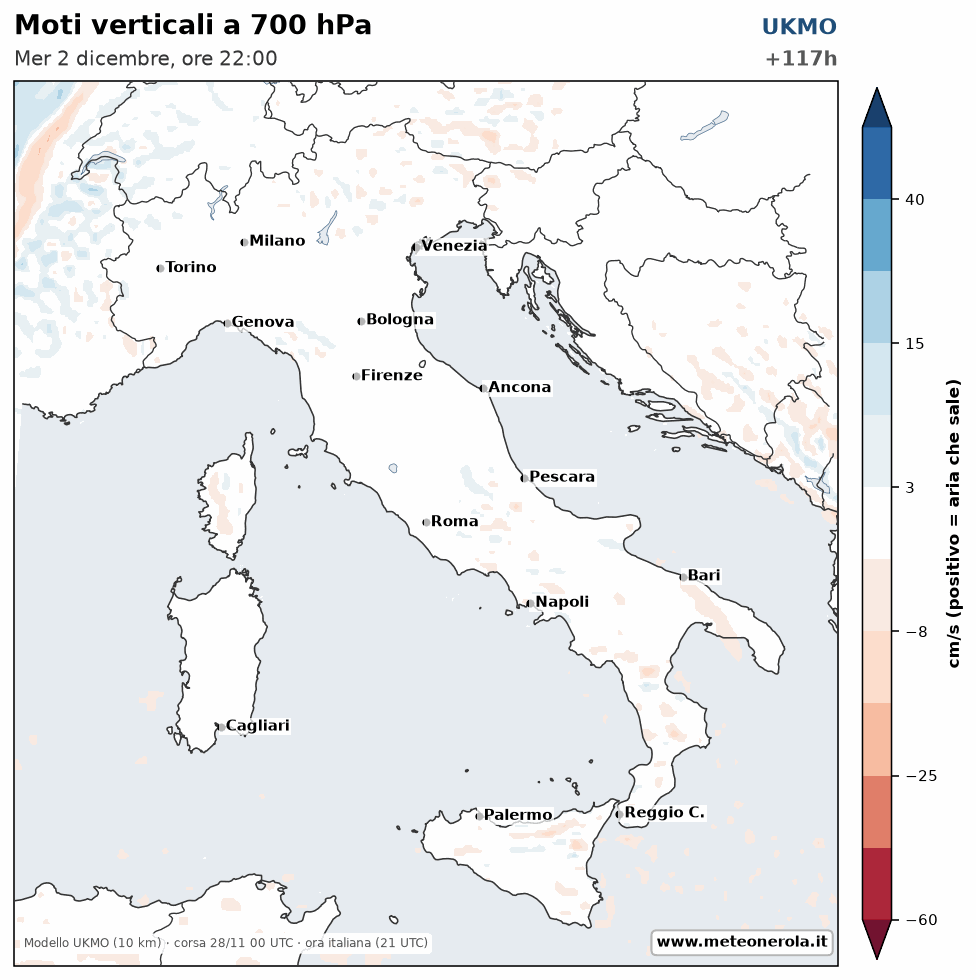 Moti verticali a 700 hPa
UKMO
Mer 2 dicembre, ore 22:00
+117h
Milano
Venezia
Torino
Genova
Bologna
Firenze
Ancona
Pescara
Roma
Bari
Napoli
Cagliari
Palermo
Reggio C.
40
15
3
−8
−25
−60
cm/s (positivo = aria che sale)
Modello UKMO (10 km) · corsa 28/11 00 UTC · ora italiana (21 UTC)
www.meteonerola.it